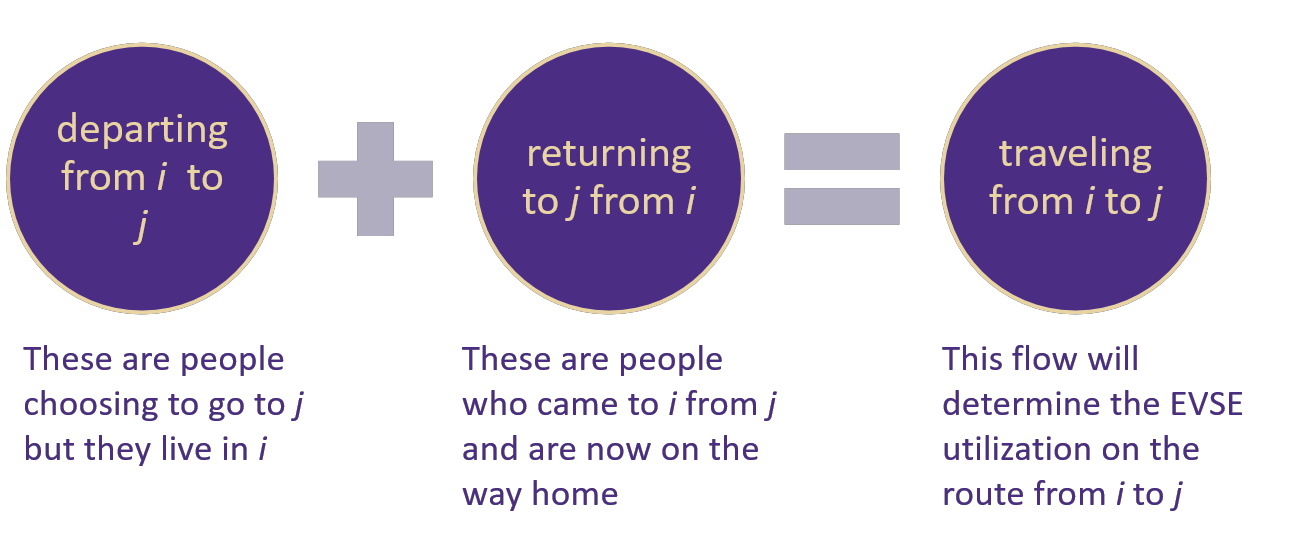 departing
from i to
j
returning
to j from i
traveling
from i to j
These are people
choosing to go to j
but they live in i
These are people
who came to i from j
and are now on the
way home
This flow will
determine the EVSE
utilization on the
route from i to j